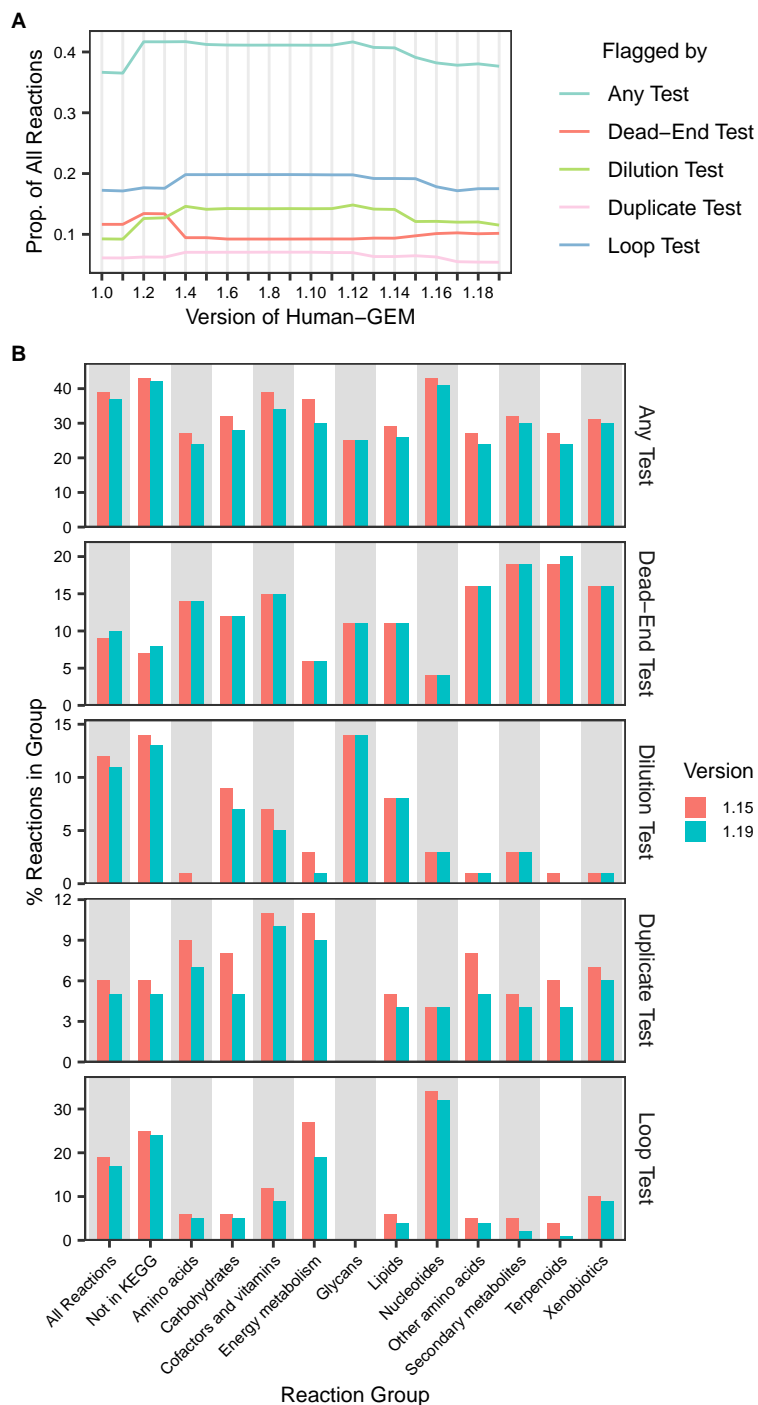 A
Prop. of All Reactions
0.4
0.3
0.2
0.1
1.0
1.2
1.4
1.6
1.8
1.10
1.12
1.14
1.16
1.18
Version of Human−GEM
Flagged by
Any Test
Dead−End Test
Dilution Test
Duplicate Test
Loop Test
B
% Reactions in Group
40
30
20
10
0
Any Test
20
15
10
5
0
Dead−End Test
15
10
5
0
Dilution Test
12
9
6
3
0
Duplicate Test
30
20
10
0
Loop Test
All Reactions
Not in KEGG
Amino acids
Carbohydrates
Cofactors and vitamins
Energy metabolism
Glycans
Lipids
Nucleotides
Other amino acids
Secondary metabolites
Terpenoids
Xenobiotics
Reaction Group
Version
1.15
1.19